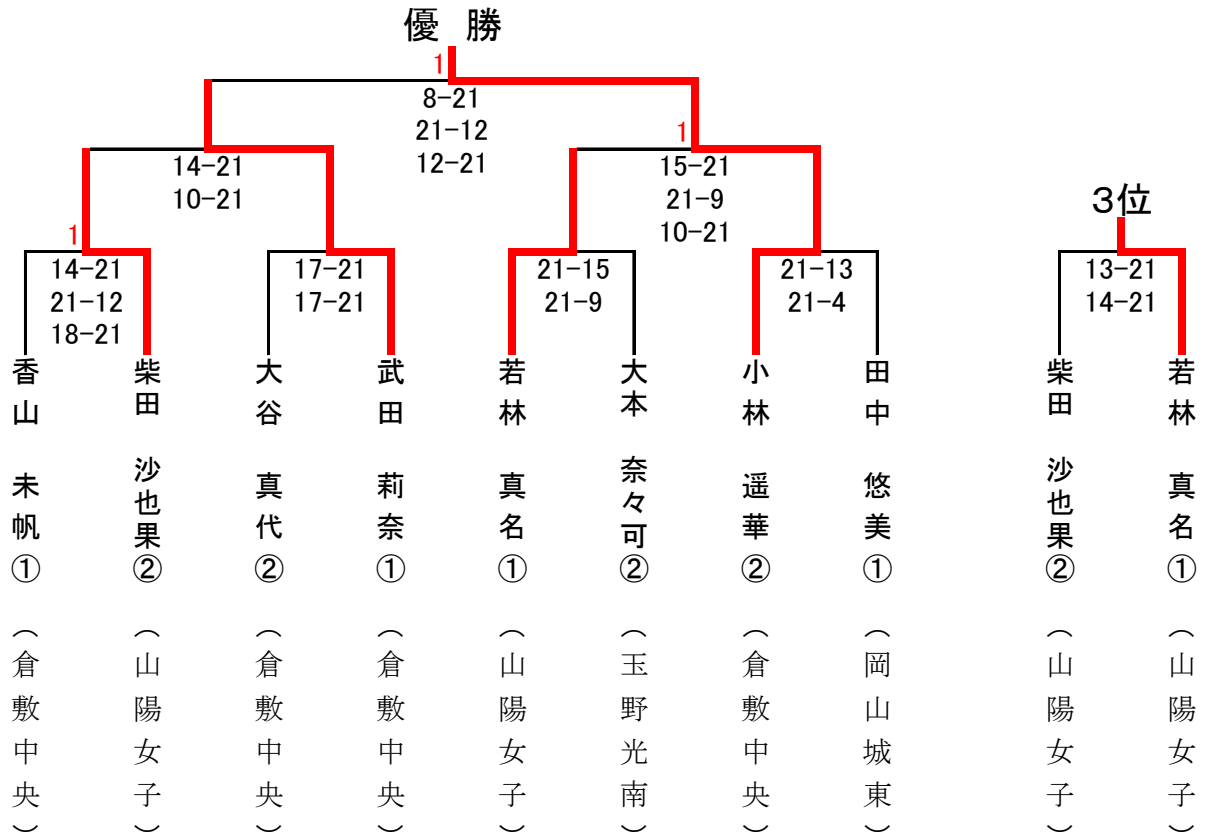 優 勝
1
8-21
21-12
12-21
1
14-21
10-21
15-21
21-9
10-21
3位
1
14-21
21-12
18-21
17-21
17-21
21-15
21-9
21-13
21-4
13-21
14-21
香山 未帆① (倉敷中央)
柴田 沙也果② (山陽女子)
大谷 真代② (倉敷中央)
武田 莉奈① (倉敷中央)
若林 真名① (山陽女子)
大本 奈々可② (玉野光南)
小林 遥華② (倉敷中央)
田中 悠美① (岡山城東)
柴田 沙也果② (山陽女子)
若林 真名① (山陽女子)